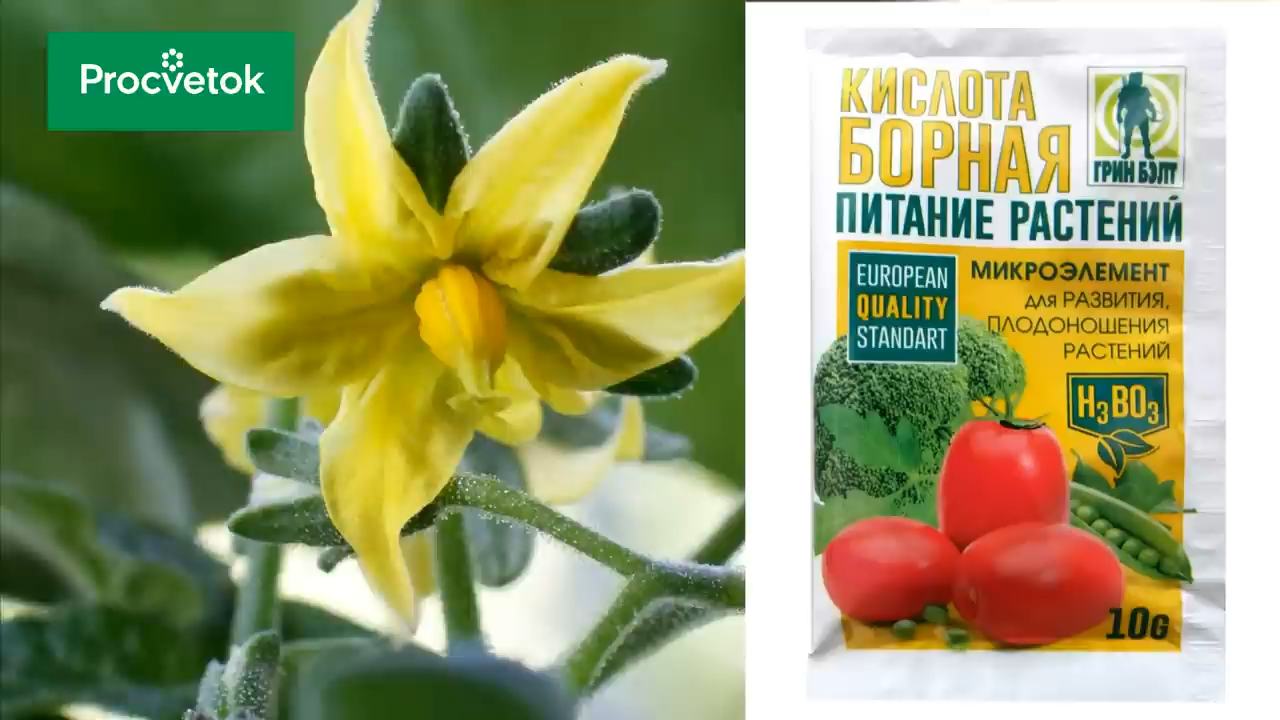 Procvetok
КИСЛОТА
БОРНАЯ
ГРИН БЭЛТ
ПИТАНИЕ РАСТЕНИЙ
EUROPEAN
QUALITY
STANDART
МИКРОЭЛЕМЕНТ
для РАЗВИТИЯ,
ПЛОДОНОШЕНИЯ
РАСТЕНИЙ
H₃BO₃
10G